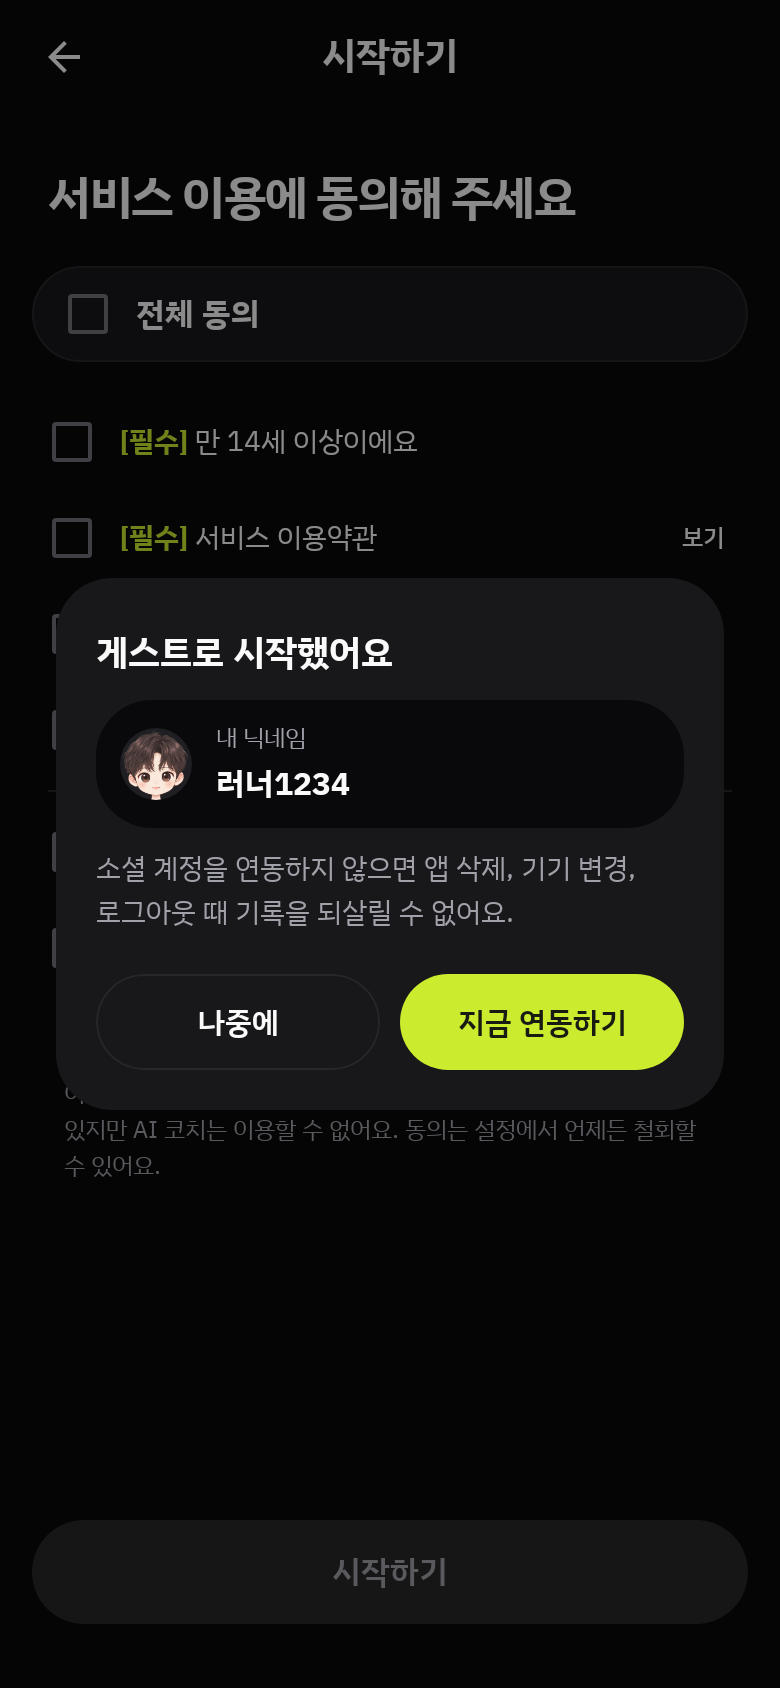 시작하기
서비스 이용에 동의해 주세요
전체 동의
[필수] 만 14세 이상이에요
[필수] 서비스 이용약관 보기
게스트로 시작했어요
내 닉네임
러너1234
소셜 계정을 연동하지 않으면 앱 삭제, 기기 변경,
로그아웃 때 기록을 되살릴 수 없어요.
나중에 지금 연동하기
있지만 AI 코치는 이용할 수 없어요. 동의는 설정에서 언제든 철회할
수 있어요.
시작하기